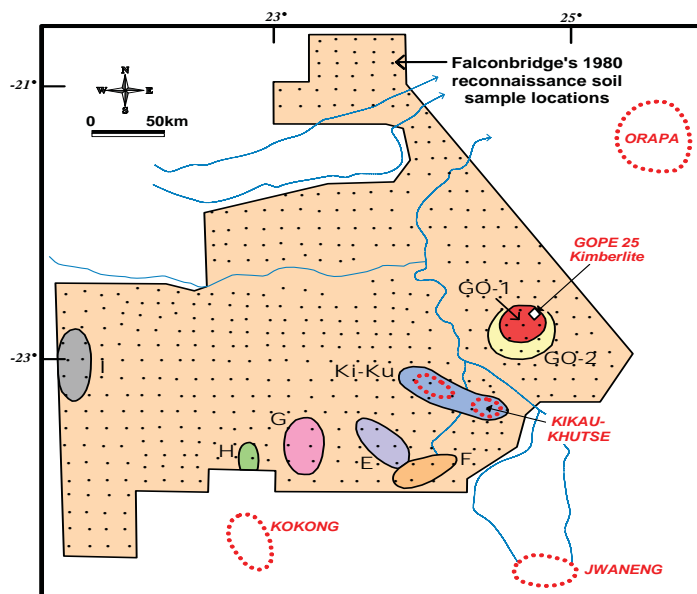 23°
25°
-21°
N
W E
S
0 50km
Falconbridge's 1980
reconnaissance soil
sample locations
ORAPA
GOPE 25
Kimberlite
GO-1
GO-2
-23°
I
Ki-Ku
KIKAU-
KHUTSE
G
H
E
F
KOKONG
JWANENG